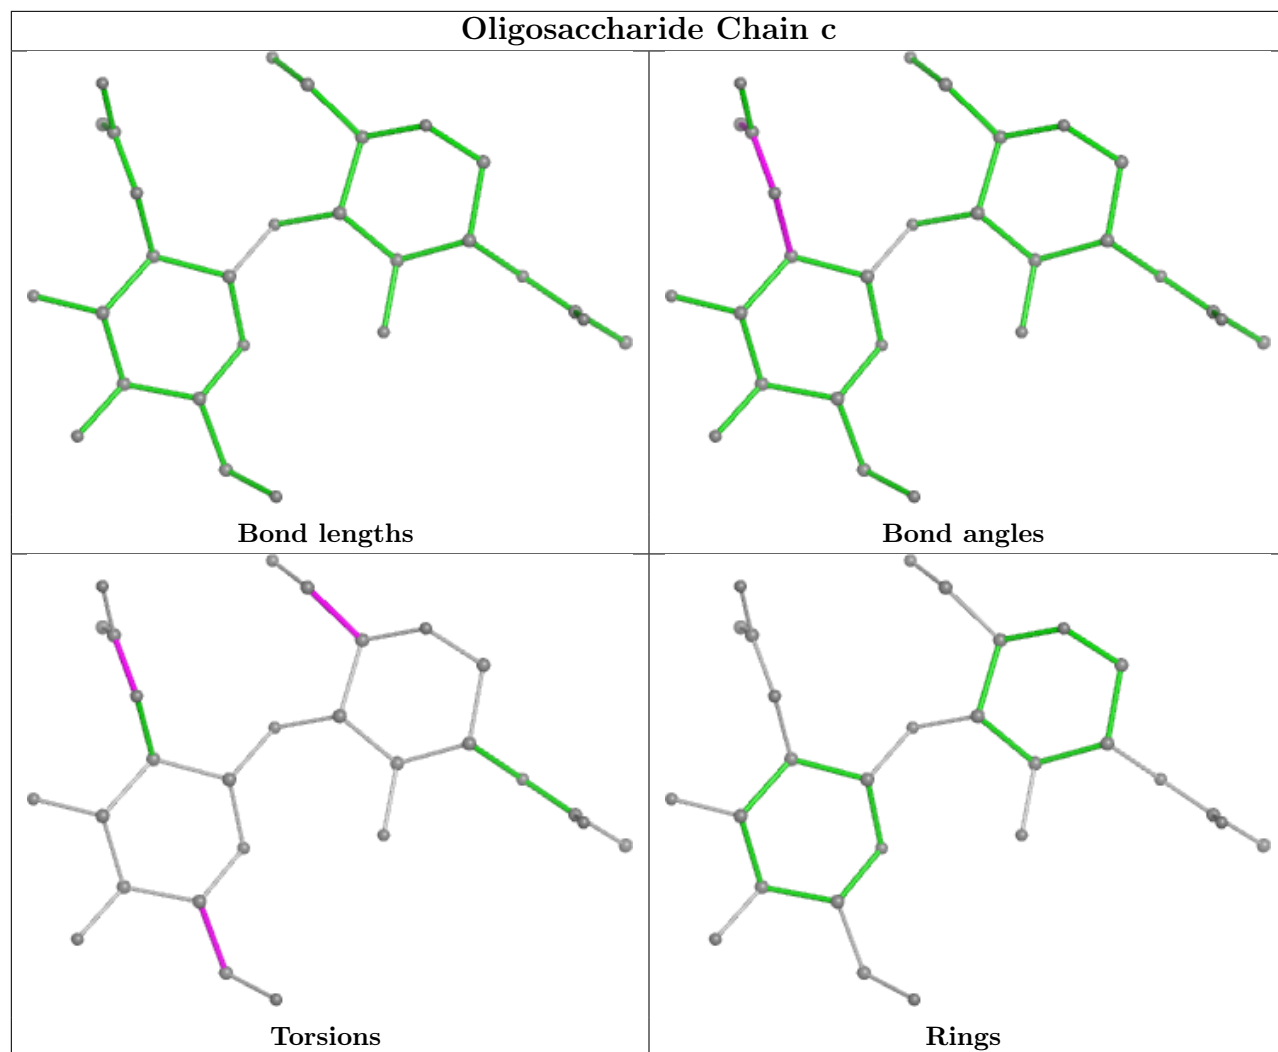 Oligosaccharide Chain c
Bond lengths
Bond angles
Torsions
Rings